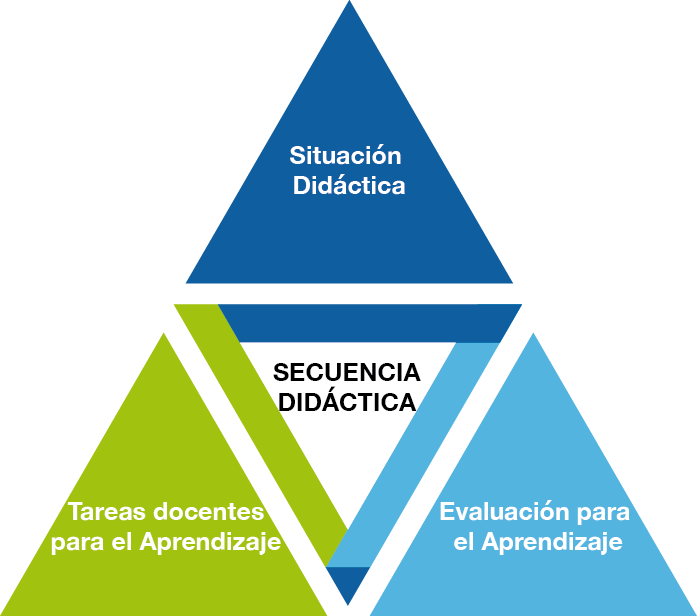 Situación
Didáctica
SECUENCIA
DIDÁCTICA
Tareas docentes
para el Aprendizaje
Evaluación para
el Aprendizaje